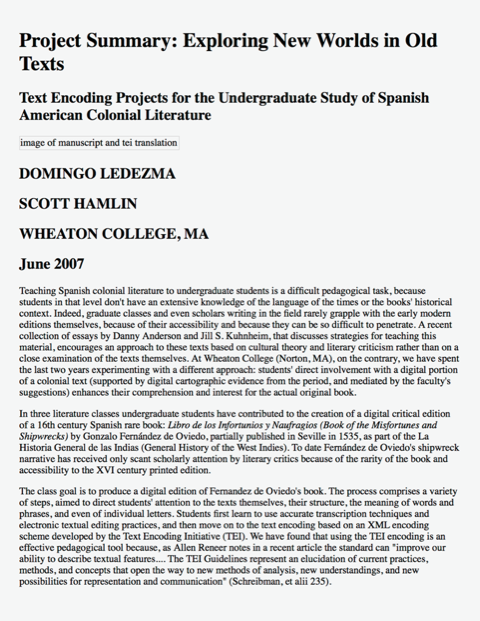 Project Summary: Exploring New Worlds in Old
Texts
Text Encoding Projects for the Undergraduate Study of Spanish
American Colonial Literature
image of manuscript and tei translation
DOMINGO LEDEZMA
SCOTT HAMLIN
WHEATON COLLEGE, MA
June 2007
Teaching Spanish colonial literature to undergraduate students is a difficult pedagogical task, because
students in that level don't have an extensive knowledge of the language of the times or the books' historical
context. Indeed, graduate classes and even scholars writing in the field rarely grapple with the early modern
editions themselves, because of their accessibility and because they can be so difficult to penetrate. A recent
collection of essays by Danny Anderson and Jill S. Kuhnheim, that discusses strategies for teaching this
material, encourages an approach to these texts based on cultural theory and literary criticism rather than on a
close examination of the texts themselves. At Wheaton College (Norton, MA), on the contrary, we have spent
the last two years experimenting with a different approach: students' direct involvement with a digital portion
of a colonial text (supported by digital cartographic evidence from the period, and mediated by the faculty's
suggestions) enhances their comprehension and interest for the actual original book.
In three literature classes undergraduate students have contributed to the creation of a digital critical edition
of a 16th century Spanish rare book: Libro de los Infortunios y Naufragios (Book of the Misfortunes and
Shipwrecks) by Gonzalo Fernández de Oviedo, partially published in Seville in 1535, as part of the La
Historia General de las Indias (General History of the West Indies). To date Fernández de Oviedo's shipwreck
narrative has received only scant scholarly attention by literary critics because of the rarity of the book and
accessibility to the XVI century printed edition.
The class goal is to produce a digital edition of Fernandez de Oviedo's book. The process comprises a variety
of steps, aimed to direct students' attention to the texts themselves, their structure, the meaning of words and
phrases, and even of individual letters. Students first learn to use accurate transcription techniques and
electronic textual editing practices, and then move on to the text encoding based on an XML encoding
scheme developed by the Text Encoding Initiative (TEI). We have found that using the TEI encoding is an
effective pedagogical tool because, as Allen Reneer notes in a recent article the standard can "improve our
ability to describe textual features.... The TEI Guidelines represent an elucidation of current practices,
methods, and concepts that open the way to new methods of analysis, new understandings, and new
possibilities for representation and communication" (Schreibman, et alii 235).